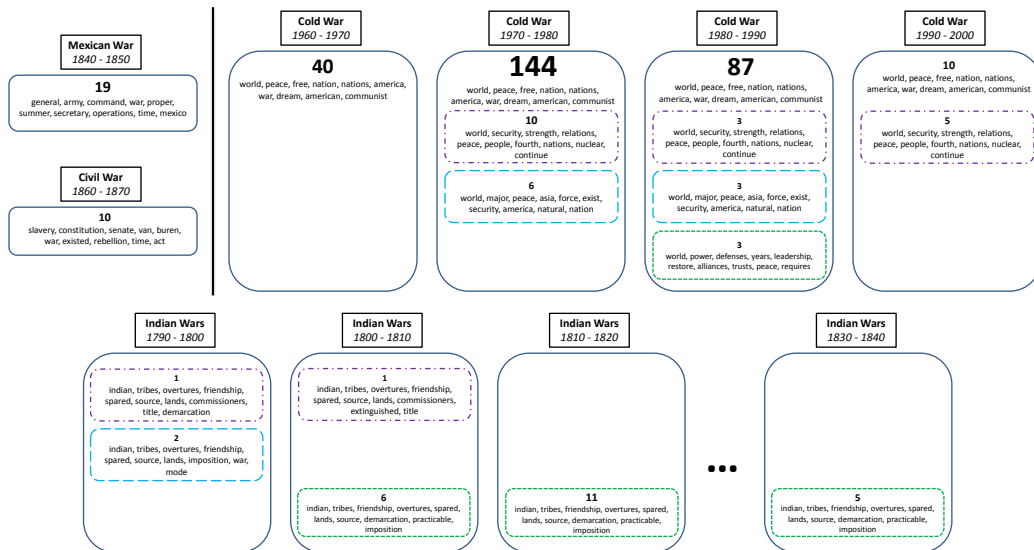 Mexican War
1840 - 1850
19
general, army, command, war, proper,
summer, secretary, operations, time, mexico
Civil War
1860 - 1870
10
slavery, constitution, senate, van, buren,
war, existed, rebellion, time, act
Cold War
1960 - 1970
40
world, peace, free, nation, nations, america,
war, dream, american, communist
Cold War
1970 - 1980
144
world, peace, free, nation, nations,
america, war, dream, american, communist
10
world, security, strength, relations,
peace, people, fourth, nations, nuclear,
continue
6
world, major, peace, asia, force, exist,
security, america, natural, nation
Cold War
1980 - 1990
87
world, peace, free, nation, nations,
america, war, dream, american, communist
3
world, security, strength, relations,
peace, people, fourth, nations, nuclear,
continue
3
world, major, peace, asia, force, exist,
security, america, natural, nation
3
world, power, defenses, years, leadership,
restore, alliances, trusts, peace, requires
Cold War
1990 - 2000
10
world, peace, free, nation, nations,
america, war, dream, american, communist
5
world, security, strength, relations,
peace, people, fourth, nations, nuclear,
continue
Indian Wars
1790 - 1800
1
indian, tribes, overtures, friendship,
spared, source, lands, commissioners,
title, demarcation
2
indian, tribes, overtures, friendship,
spared, source, lands, imposition, war,
mode
Indian Wars
1800 - 1810
1
indian, tribes, overtures, friendship,
spared, source, lands, commissioners,
extinguished, title
6
indian, tribes, friendship, overtures, spared,
lands, source, demarcation, practicable,
imposition
Indian Wars
1810 - 1820
11
indian, tribes, friendship, overtures, spared,
lands, source, demarcation, practicable,
imposition
...
Indian Wars
1830 - 1840
5
indian, tribes, friendship, overtures, spared,
lands, source, demarcation, practicable,
imposition